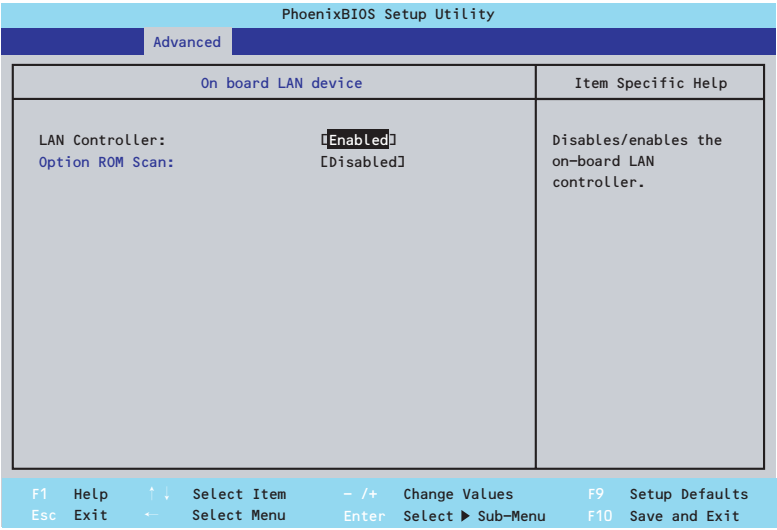 PhoenixBIOS Setup Utility
Advanced
On board LAN device
Item Specific Help
LAN Controller: [Enabled]
Option ROM Scan: [Disabled]
Disables/enables the
on-board LAN
controller.
F1 Help ↑ ↓ Select Item - /+ Change Values F9 Setup Defaults
Esc Exit ← Select Menu Enter Select ▶ Sub-Menu F10 Save and Exit